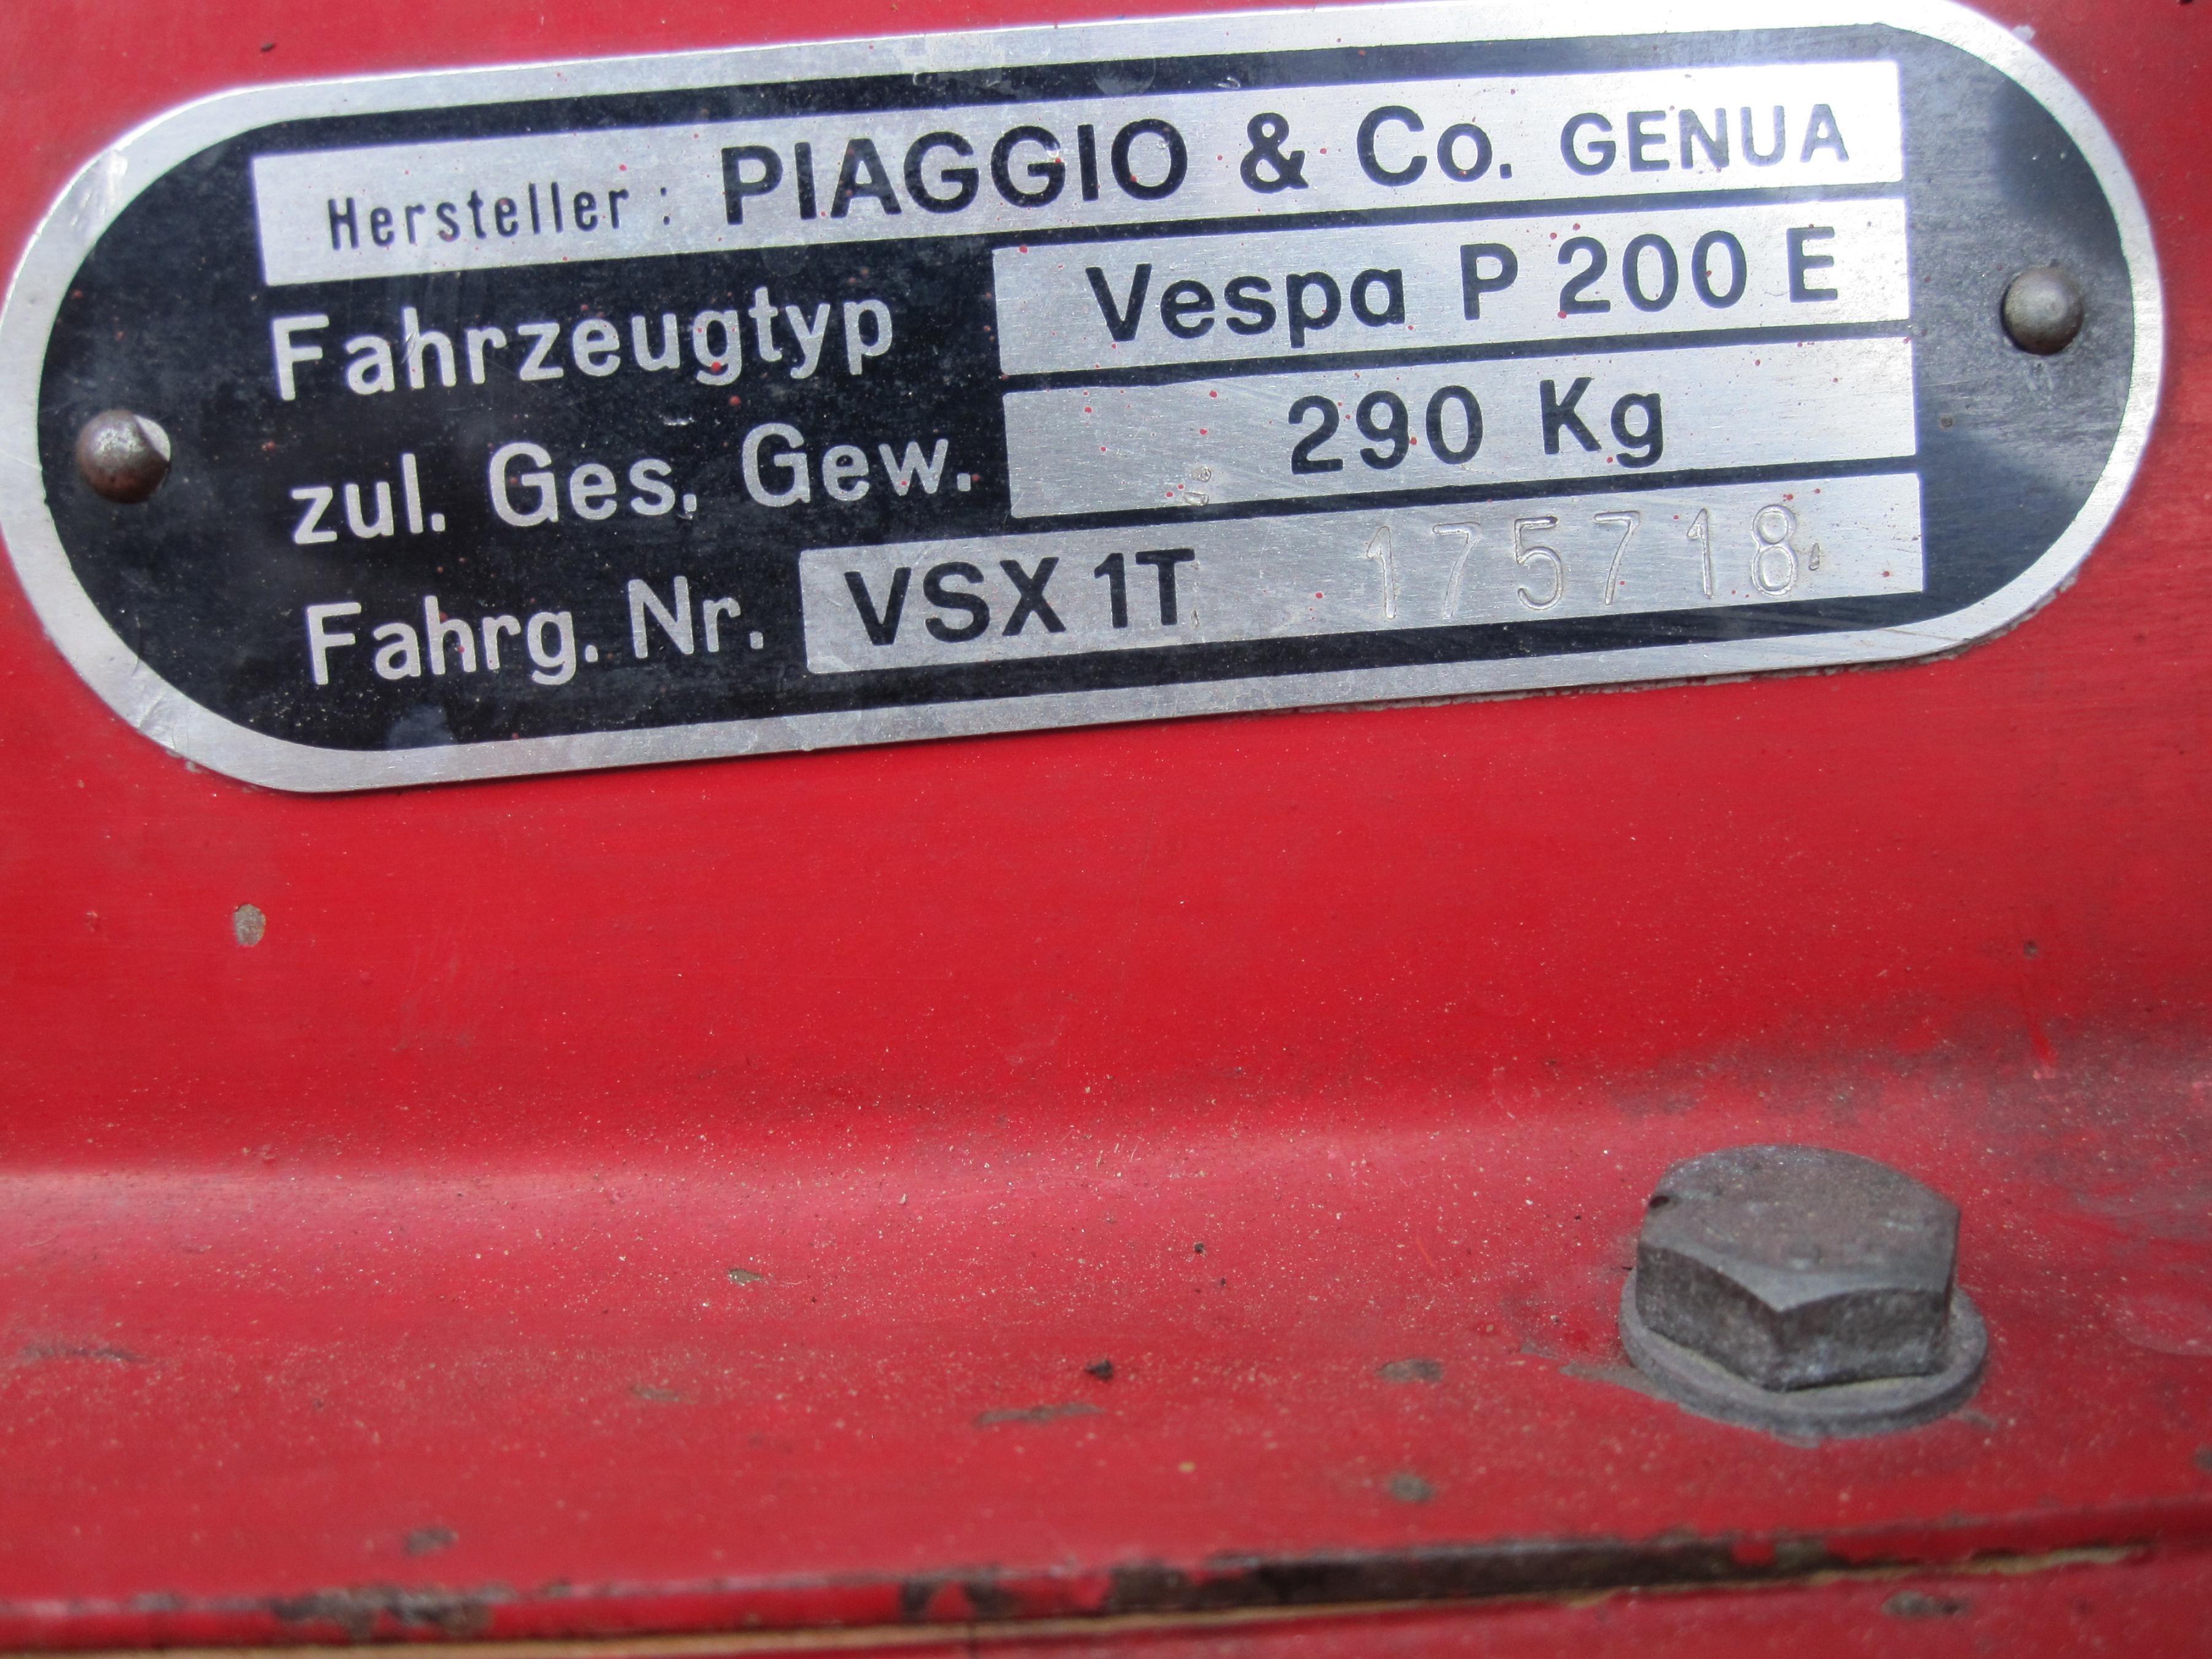 Hersteller : PIAGGIO & Co. GENUA
Fahrzeugtyp Vespa P 200 E
zul. Ges. Gew. 290 Kg
Fahrg. Nr. VSX 1T 175718